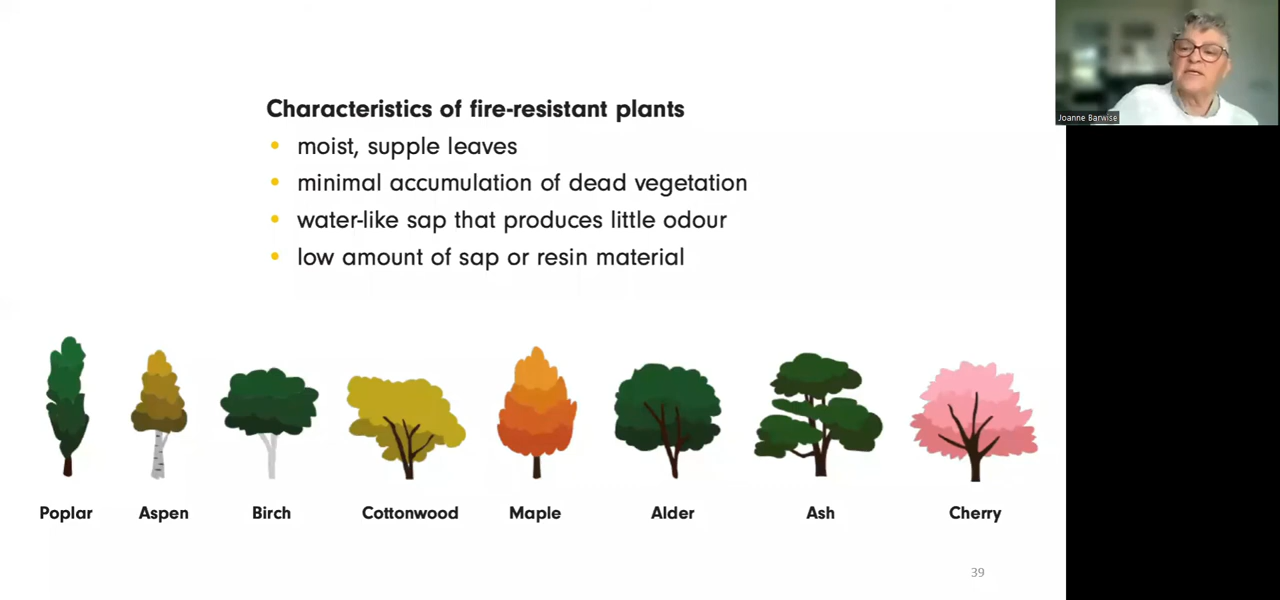 Characteristics of fire-resistant plants
• moist, supple leaves
• minimal accumulation of dead vegetation
• water-like sap that produces little odour
• low amount of sap or resin material
Poplar Aspen Birch Cottonwood Maple Alder Ash Cherry
39
Joanne Barwise